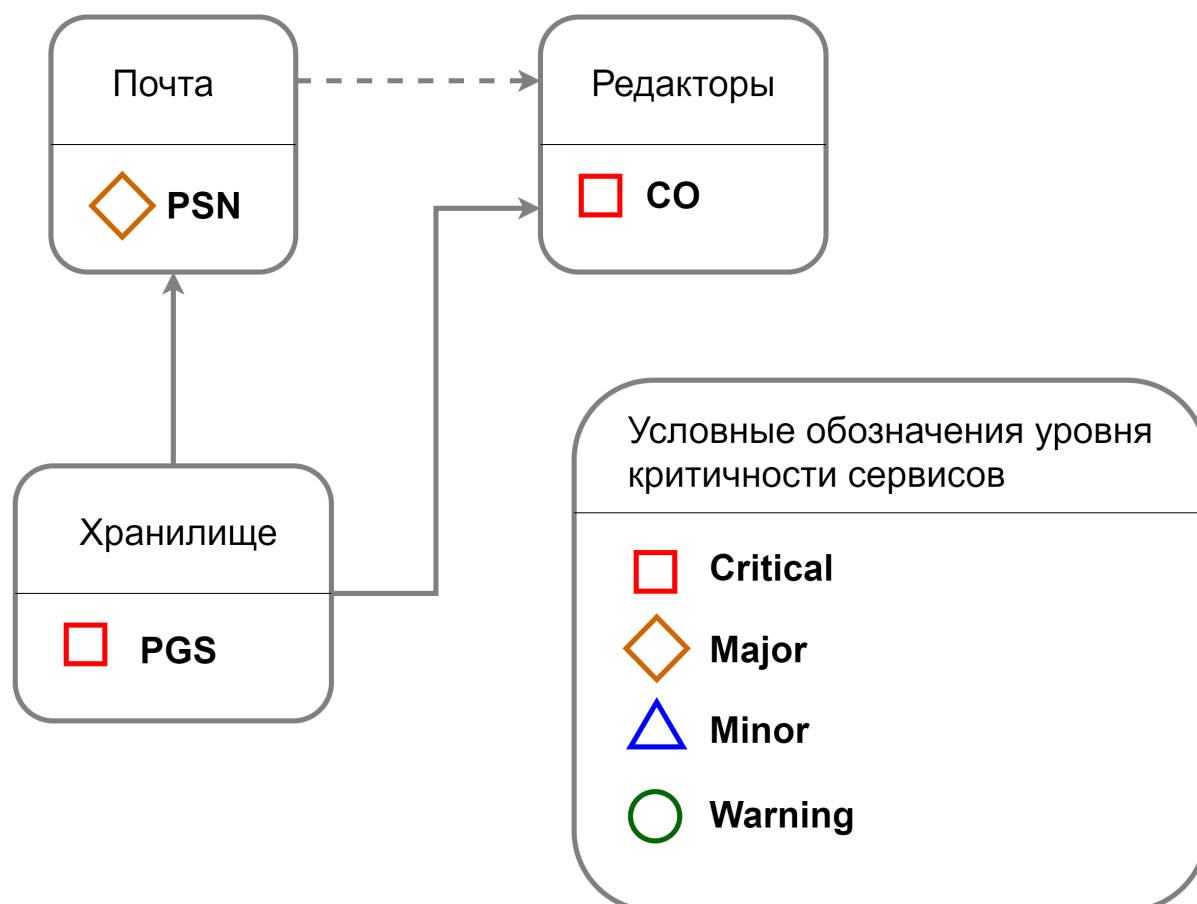 Почта
PSN
Редакторы
CO
Хранилище
PGS
Условные обозначения уровня
критичности сервисов
Critical
Major
Minor
Warning